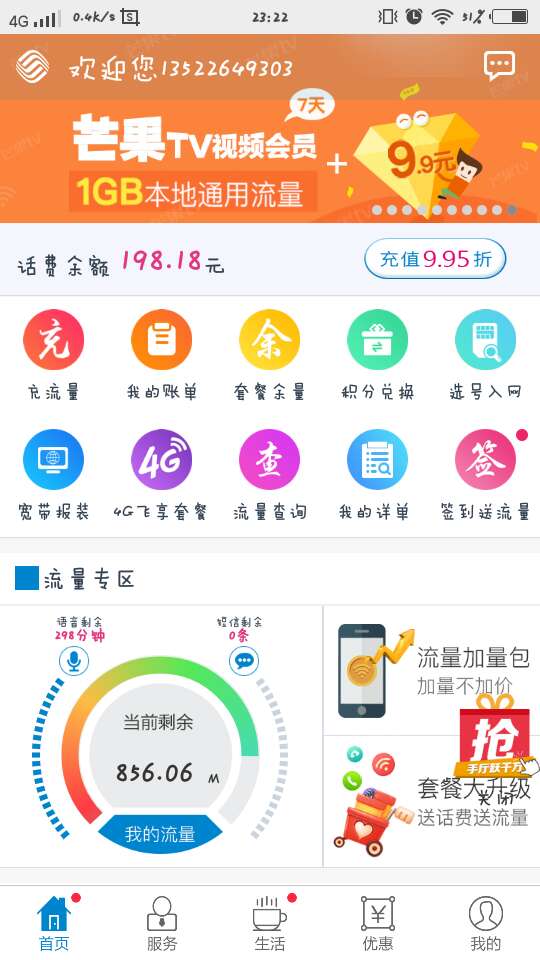 4G 0.4k/s 23:22 51%
欢迎您13522649303
7天
芒果TV视频会员
1GB本地通用流量
+
9.9元
话费余额 198.18元
充值9.95折
充 余
充流量 我的账单 套餐余量 积分兑换 选号入网
4G 查 签
宽带报装 4G飞享套餐 流量查询 我的详单 签到送流量
流量专区
语音剩余 短信剩余
298分钟 0条
当前剩余
856.06 M
我的流量
流量加量包
加量不加价
抢
手厅跃千万
套餐大升级
关闭
送话费送流量
首页 服务 生活 优惠 我的